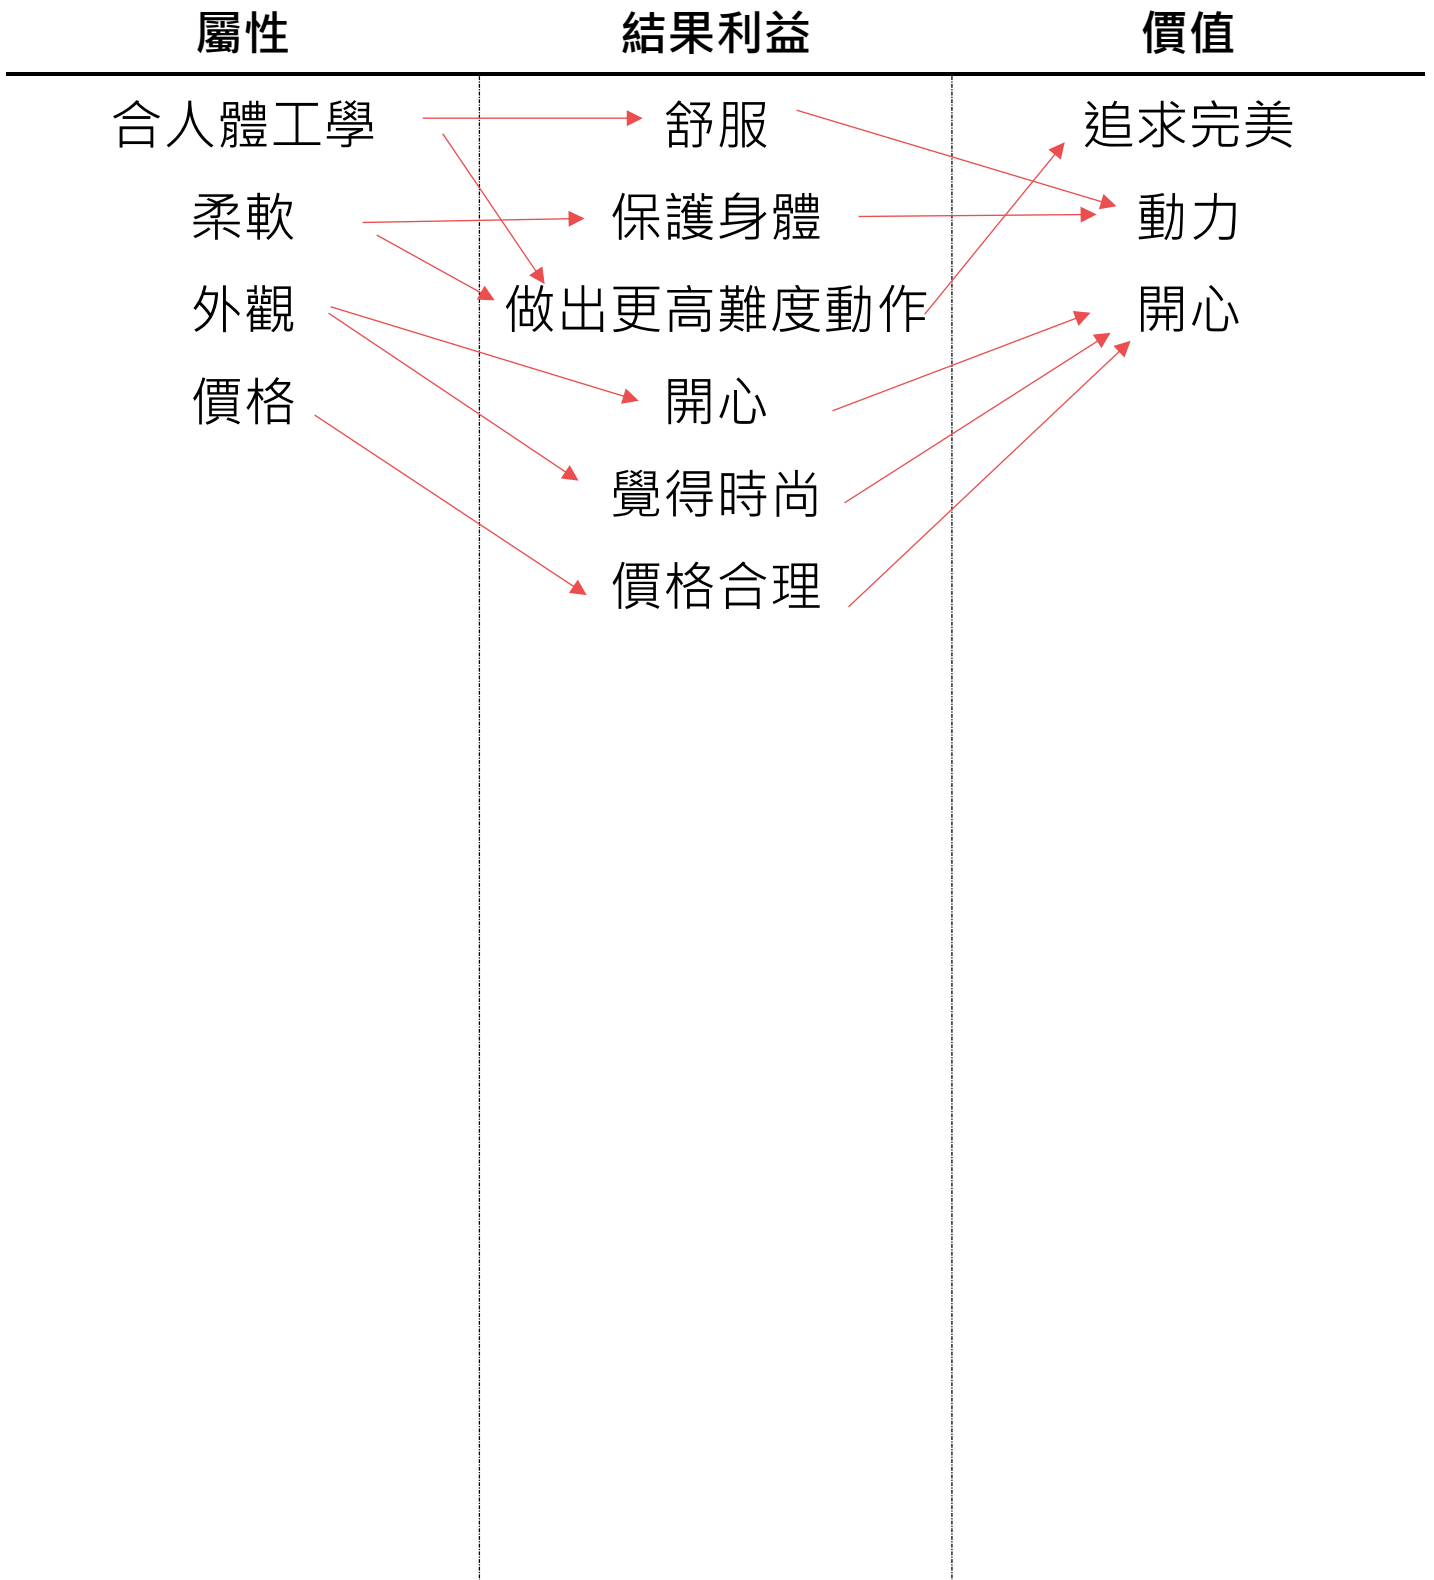 屬性 結果利益 價值
合人體工學 舒服 追求完美
柔軟 保護身體 動力
外觀 做出更高難度動作 開心
價格 開心
覺得時尚
價格合理